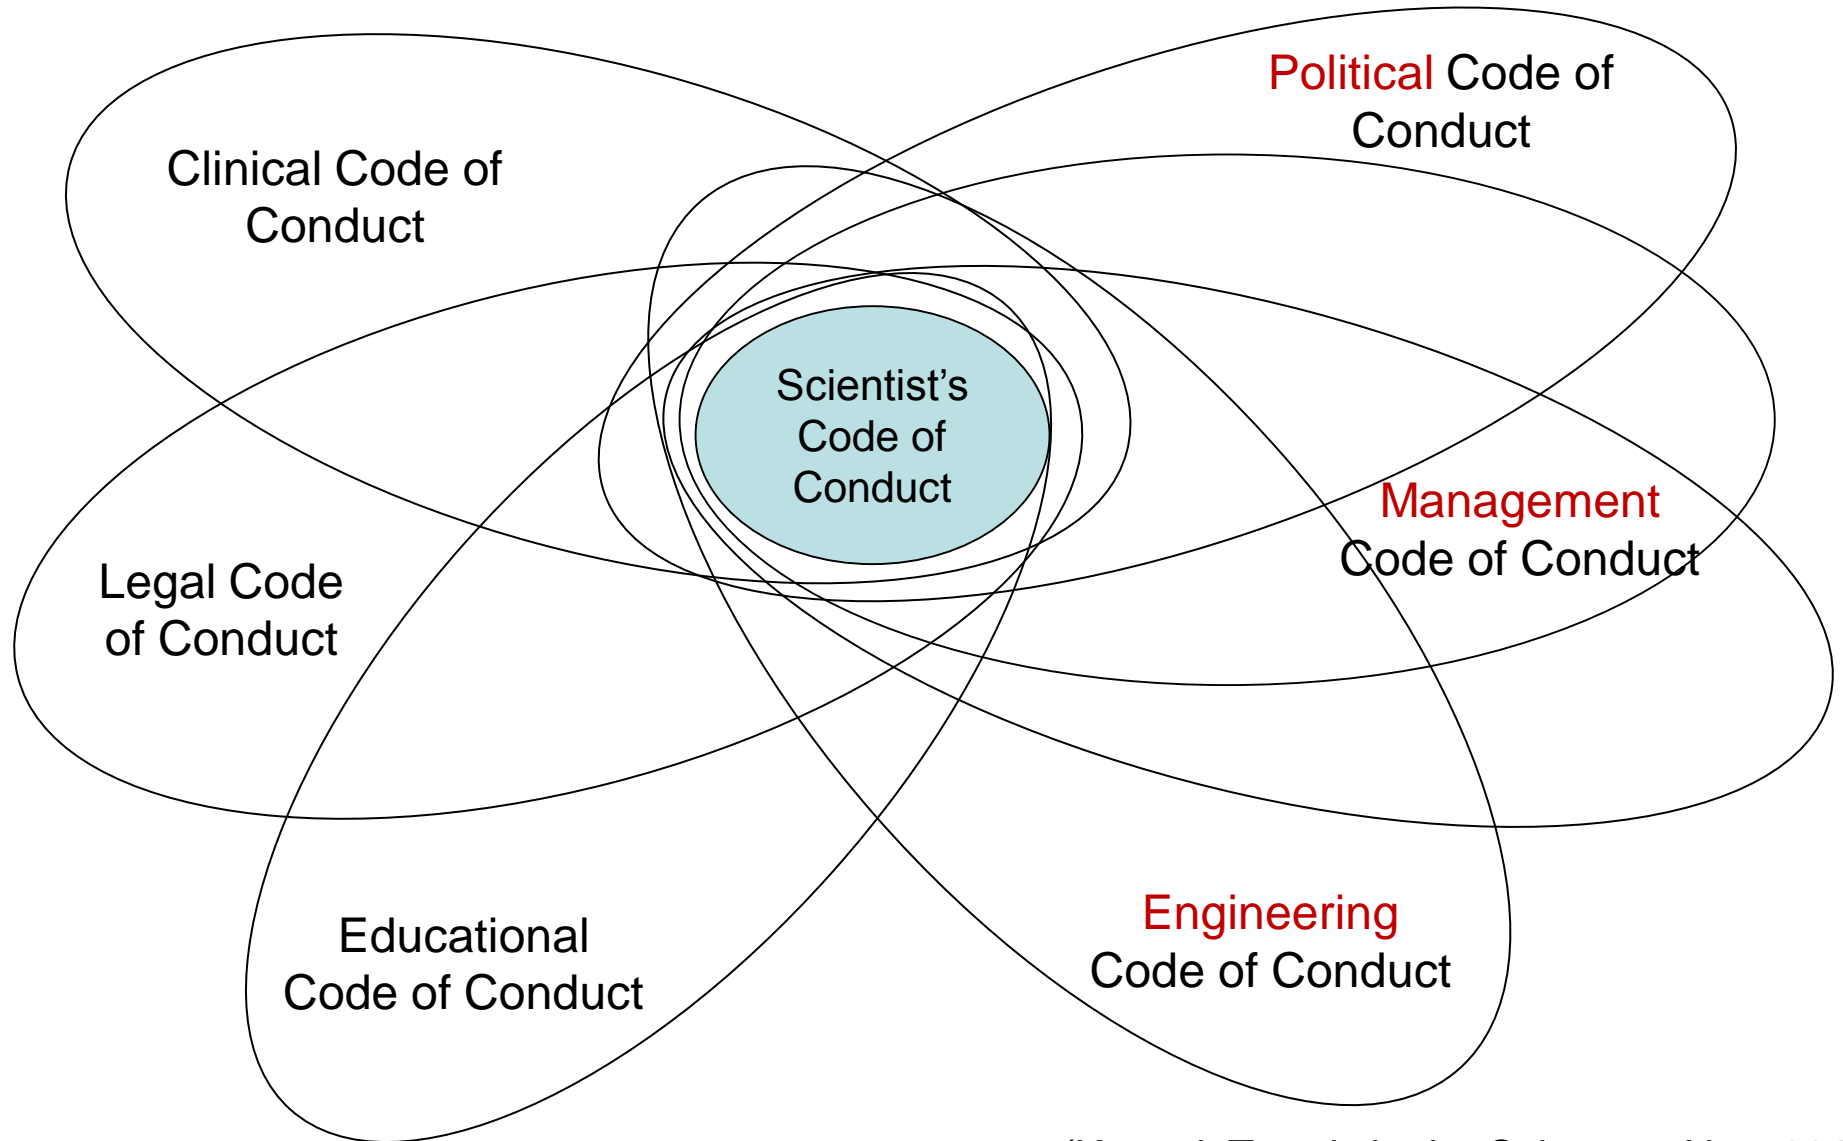 Political Code of
Conduct
Clinical Code of
Conduct
Scientist’s
Code of
Conduct
Management
Code of Conduct
Legal Code
of Conduct
Engineering
Code of Conduct
Educational
Code of Conduct